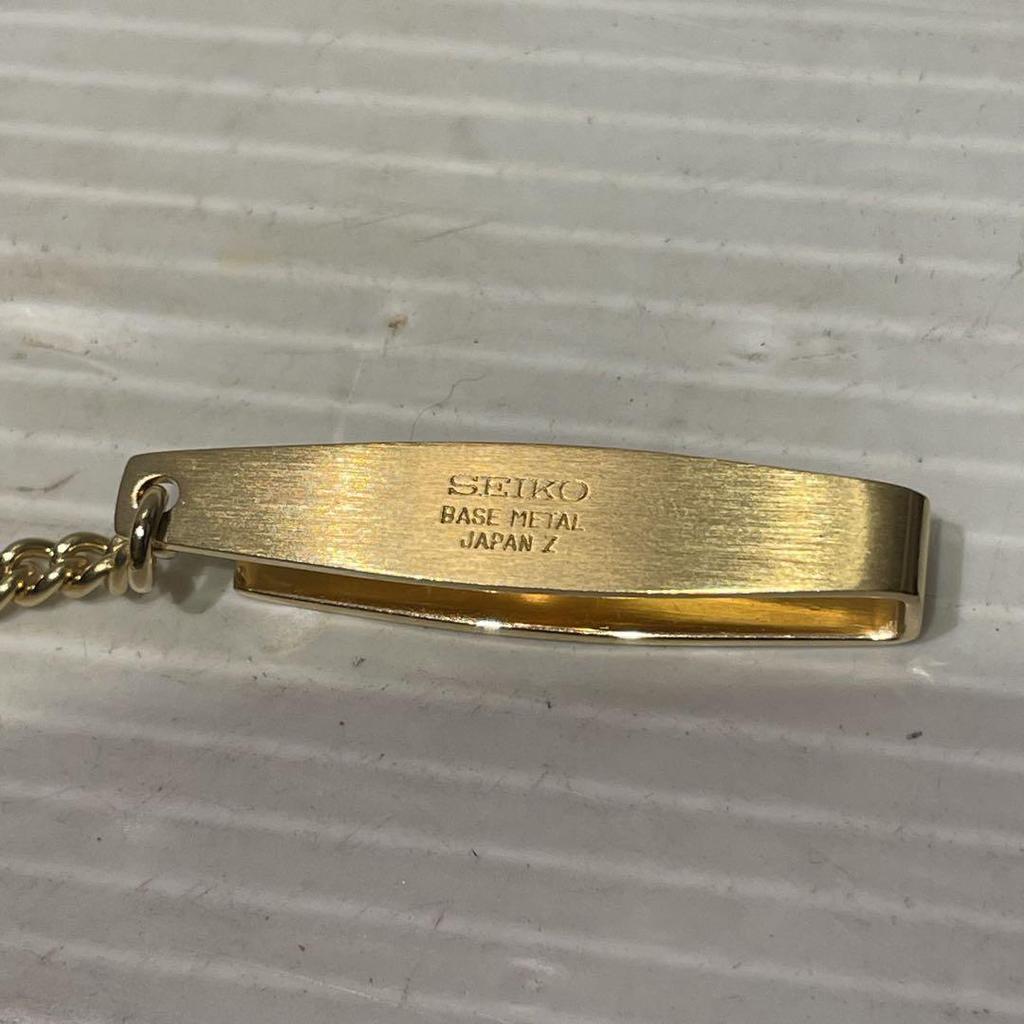 SEIKO
BASE METAL
JAPAN Z